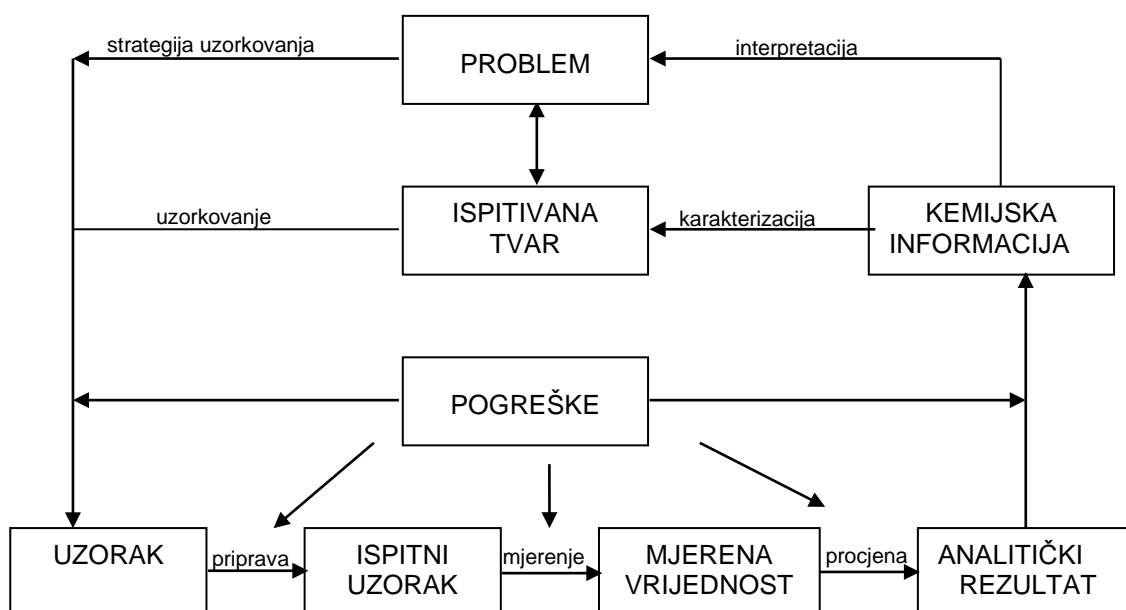 strategija uzorkovanja
PROBLEM
interpretacija
uzorkovanje
ISPITIVANA
TVAR
karakterizacija
KEMIJSKA
INFORMACIJA
POGREŠKE
UZORAK
priprava
ISPITNI
UZORAK
mjerenje
MJERENA
VRIJEDNOST
procjena
ANALITIČKI
REZULTAT